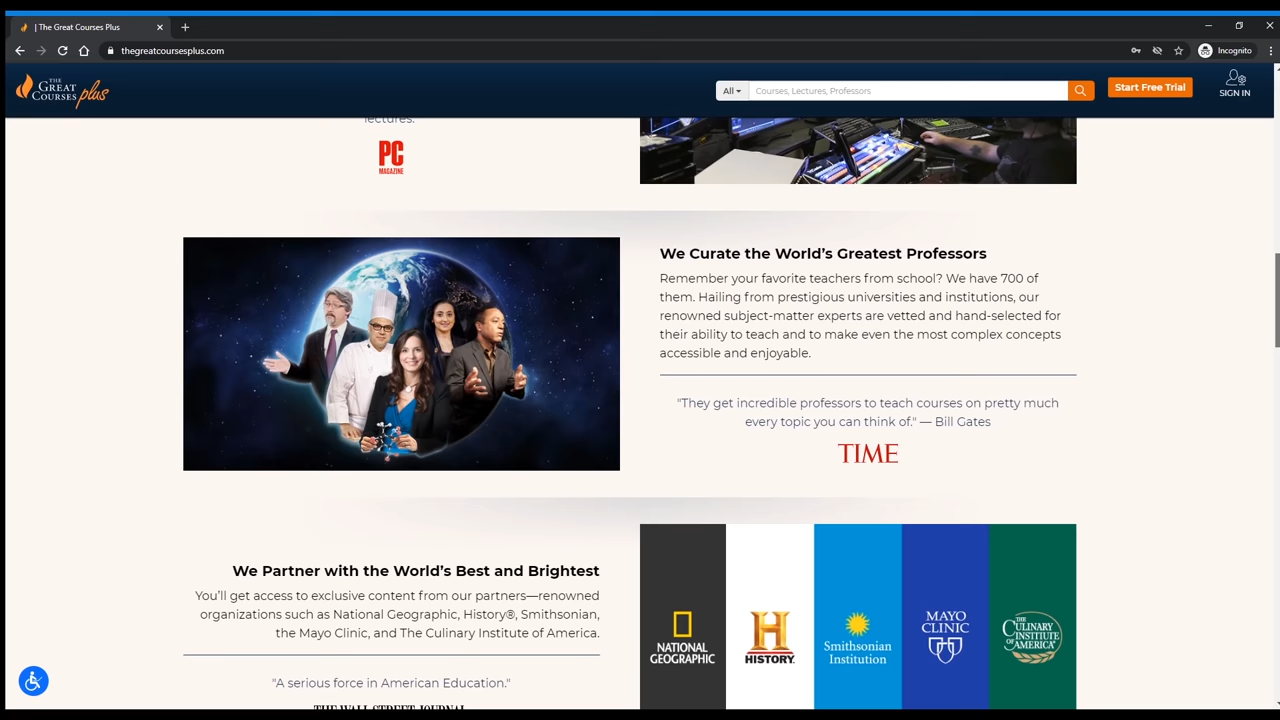 | The Great Courses Plus
thegreatcoursesplus.com
Incognito
THE
GREAT
COURSES plus
All
Courses, Lectures, Professors
Start Free Trial
SIGN IN
lectures.
PC
MAGAZINE
We Curate the World’s Greatest Professors
Remember your favorite teachers from school? We have 700 of
them. Hailing from prestigious universities and institutions, our
renowned subject-matter experts are vetted and hand-selected for
their ability to teach and to make even the most complex concepts
accessible and enjoyable.
"They get incredible professors to teach courses on pretty much
every topic you can think of." — Bill Gates
TIME
We Partner with the World’s Best and Brightest
You’ll get access to exclusive content from our partners—renowned
organizations such as National Geographic, History®, Smithsonian,
the Mayo Clinic, and The Culinary Institute of America.
"A serious force in American Education."
THE WALL STREET JOURNAL
NATIONAL
GEOGRAPHIC
H
HISTORY.
Smithsonian
Institution
MAYO
CLINIC
THE
CULINARY
INSTITUTE
OF AMERICA®